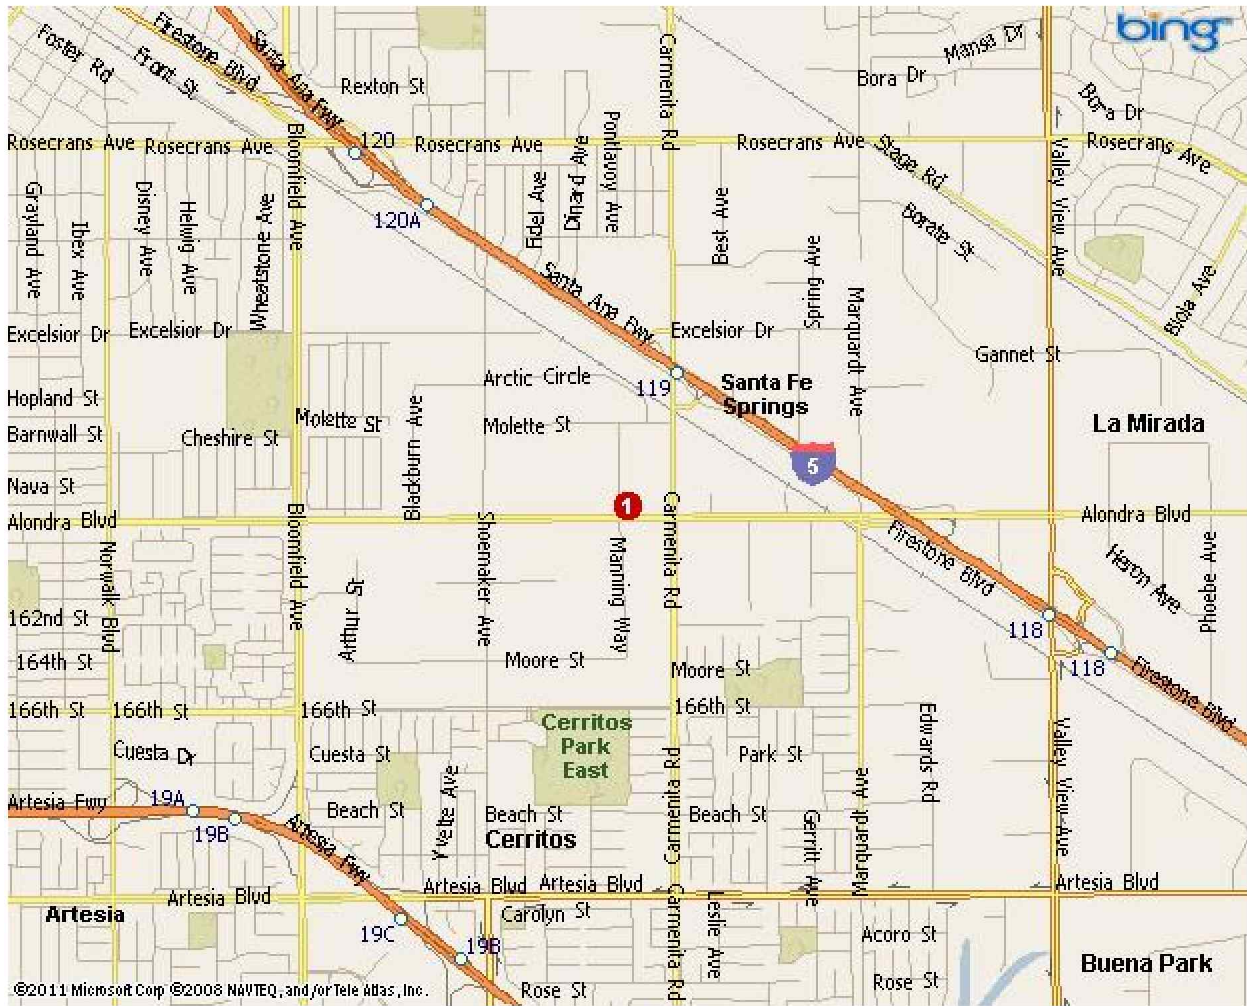 bing
Firestone Blvd
Santa Ana Fwy
Carmenita Rd
Mansa Dr
Foster Rd
Front St
Rexton St
Bora Dr
Bora Dr
Rosecrans Ave
Rosecrans Ave
120
Rosecrans Ave
Pontlavoy Ave
Rosecrans Ave
Stage Rd
Rosecrans Ave
Bloomfield Ave
Valley View Ave
Grayland Ave
Ibex Ave
Disney Ave
Helwig Ave
Wheatstone Ave
120A
Fidel Ave
Dinard Ave
Best Ave
Borate St
Santa Ana Fwy
Spring Ave
Marquardt Ave
Biola Ave
Excelsior Dr
Excelsior Dr
Excelsior Dr
Gannet St
Arctic Circle
119
Santa Fe
Springs
Hopland St
Molette St
Blackburn Ave
Molette St
La Mirada
Barnwall St
Cheshire St
5
Nava St
1
Carmenita Rd
Alondra Blvd
Bloomfield Ave
Shoemaker Ave
Alondra Blvd
Norwalk Blvd
Manning Way
Firestone Blvd
Heron Ave
Phoebe Ave
Arthur St
162nd St
118
164th St
Moore St
Moore St
118
Firestone Blvd
166th St
166th St
166th St
166th St
Cerritos
Park
East
Edwards Rd
Valley View Ave
Cuesta Dr
Cuesta St
Park St
Carmenita Rd
Yvette Ave
Marquardt Ave
Artesia Fwy
19A
Beach St
Beach St
Beach St
19B
Artesia Fwy
Cerritos
Gerritt Ave
Artesia Blvd
Artesia Blvd
Artesia Blvd
Artesia Blvd
Artesia
Carolyn St
Carmenita Rd
Leslie Ave
19C
19B
Acoro St
Buena Park
Rose St
Rose St
©2011 Microsoft Corp ©2008 NAVTEQ, and/or Tele Atlas, Inc.